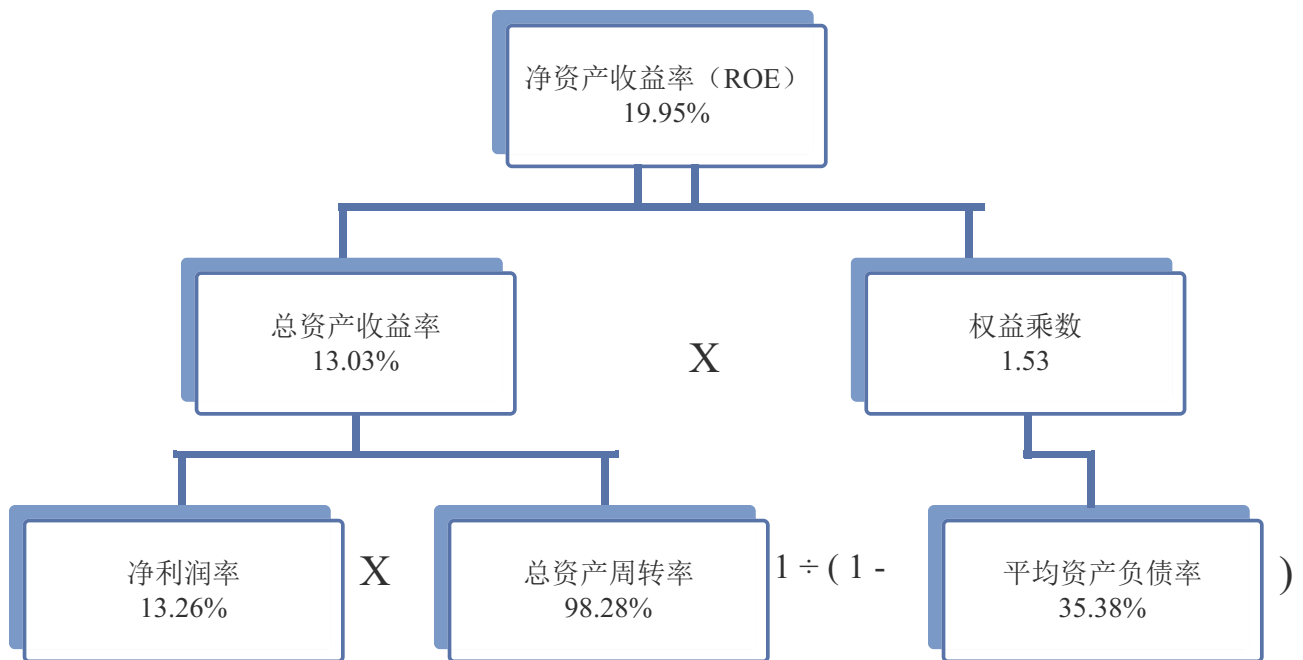 净资产收益率（ROE）
19.95%
总资产收益率
13.03%
X
权益乘数
1.53
净利润率
13.26%
X
总资产周转率
98.28%
1 ÷ ( 1 -
平均资产负债率
35.38%
)